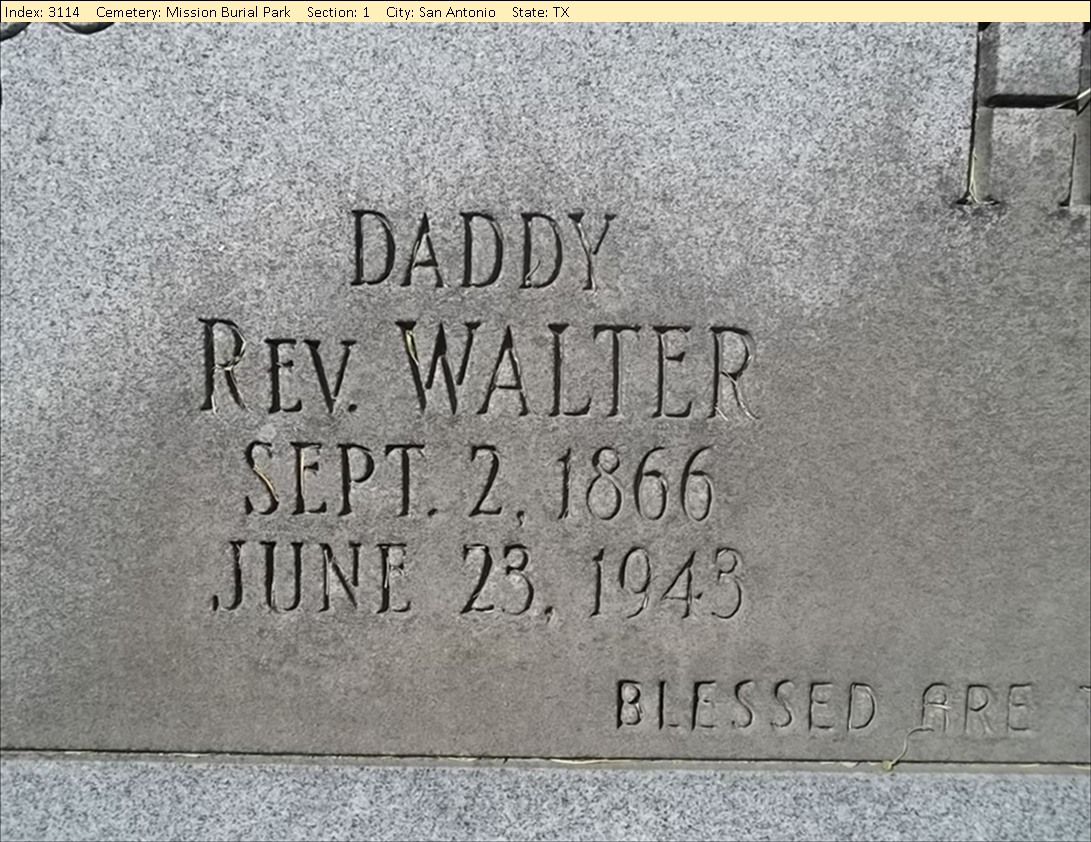 Index: 3114 Cemetery: Mission Burial Park Section: 1 City: San Antonio State: TX
DADDY
REV. WALTER
SEPT. 2, 1866
JUNE 23, 1943
BLESSED ARE